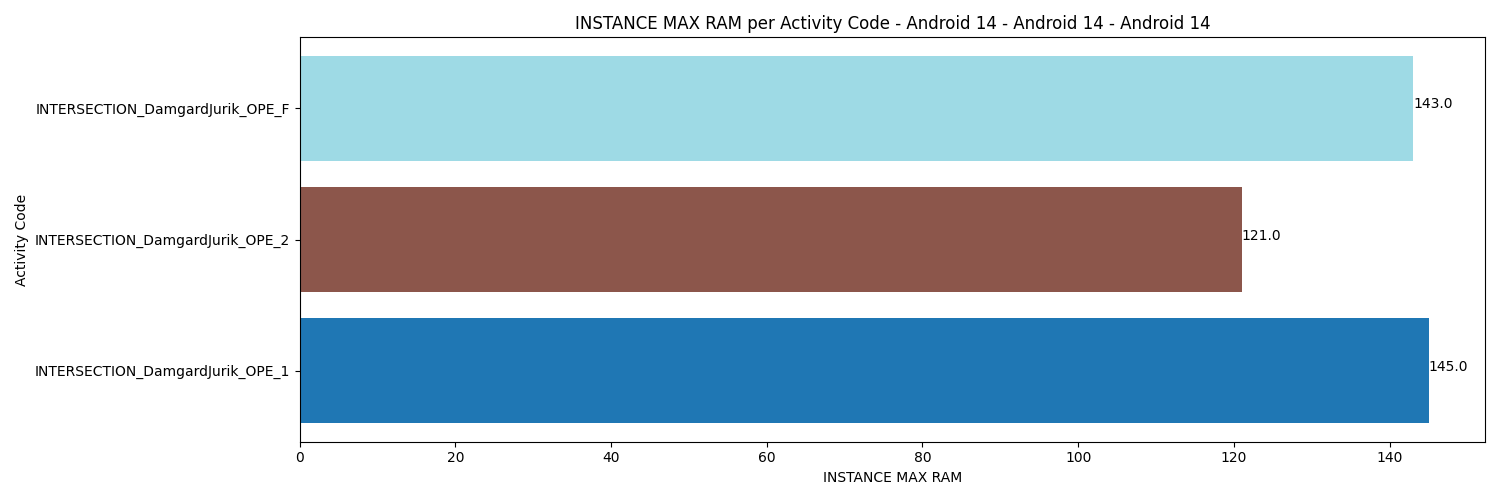 INSTANCE MAX RAM per Activity Code - Android 14 - Android 14 - Android 14
Activity Code
INTERSECTION_DamgardJurik_OPE_F
143.0
INTERSECTION_DamgardJurik_OPE_2
121.0
INTERSECTION_DamgardJurik_OPE_1
145.0
0 20 40 60 80 100 120 140
INSTANCE MAX RAM